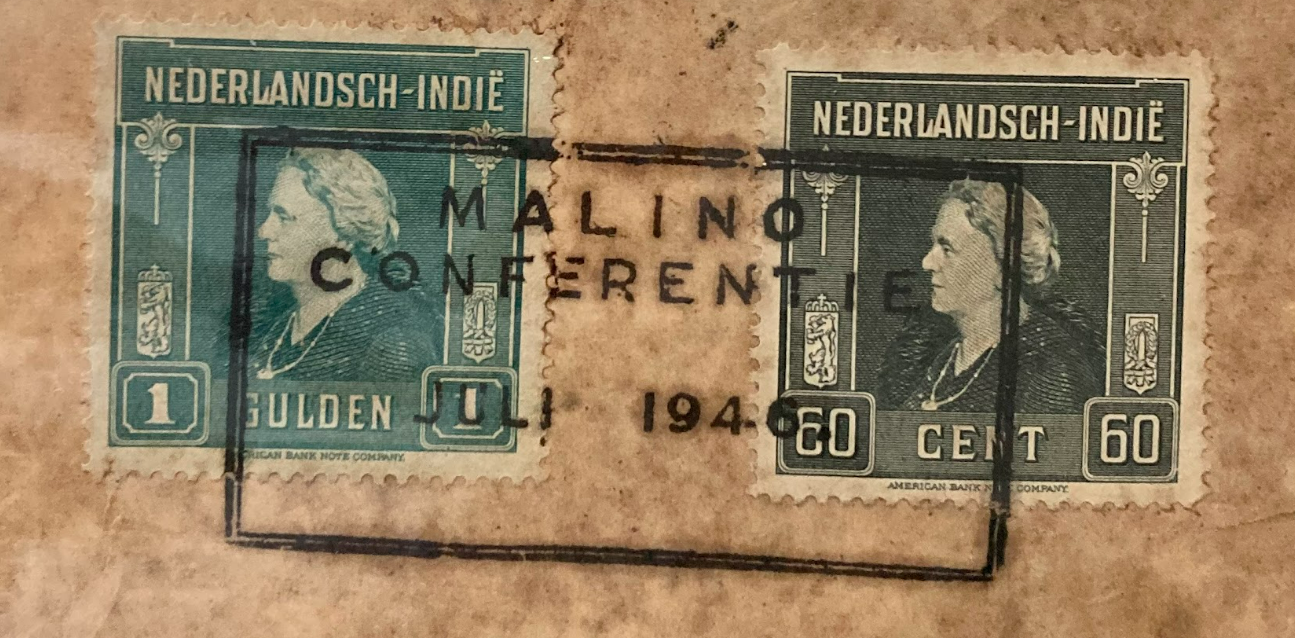 NEDERLANDSCH-INDIË
1 GULDEN 1
RICAN BANK NOTE COMPANY.
NEDERLANDSCH-INDIË
60 CENT 60
AMERICAN BANK NOTE COMPANY.
MALINO
CONFERENTIE
JULI 1946.